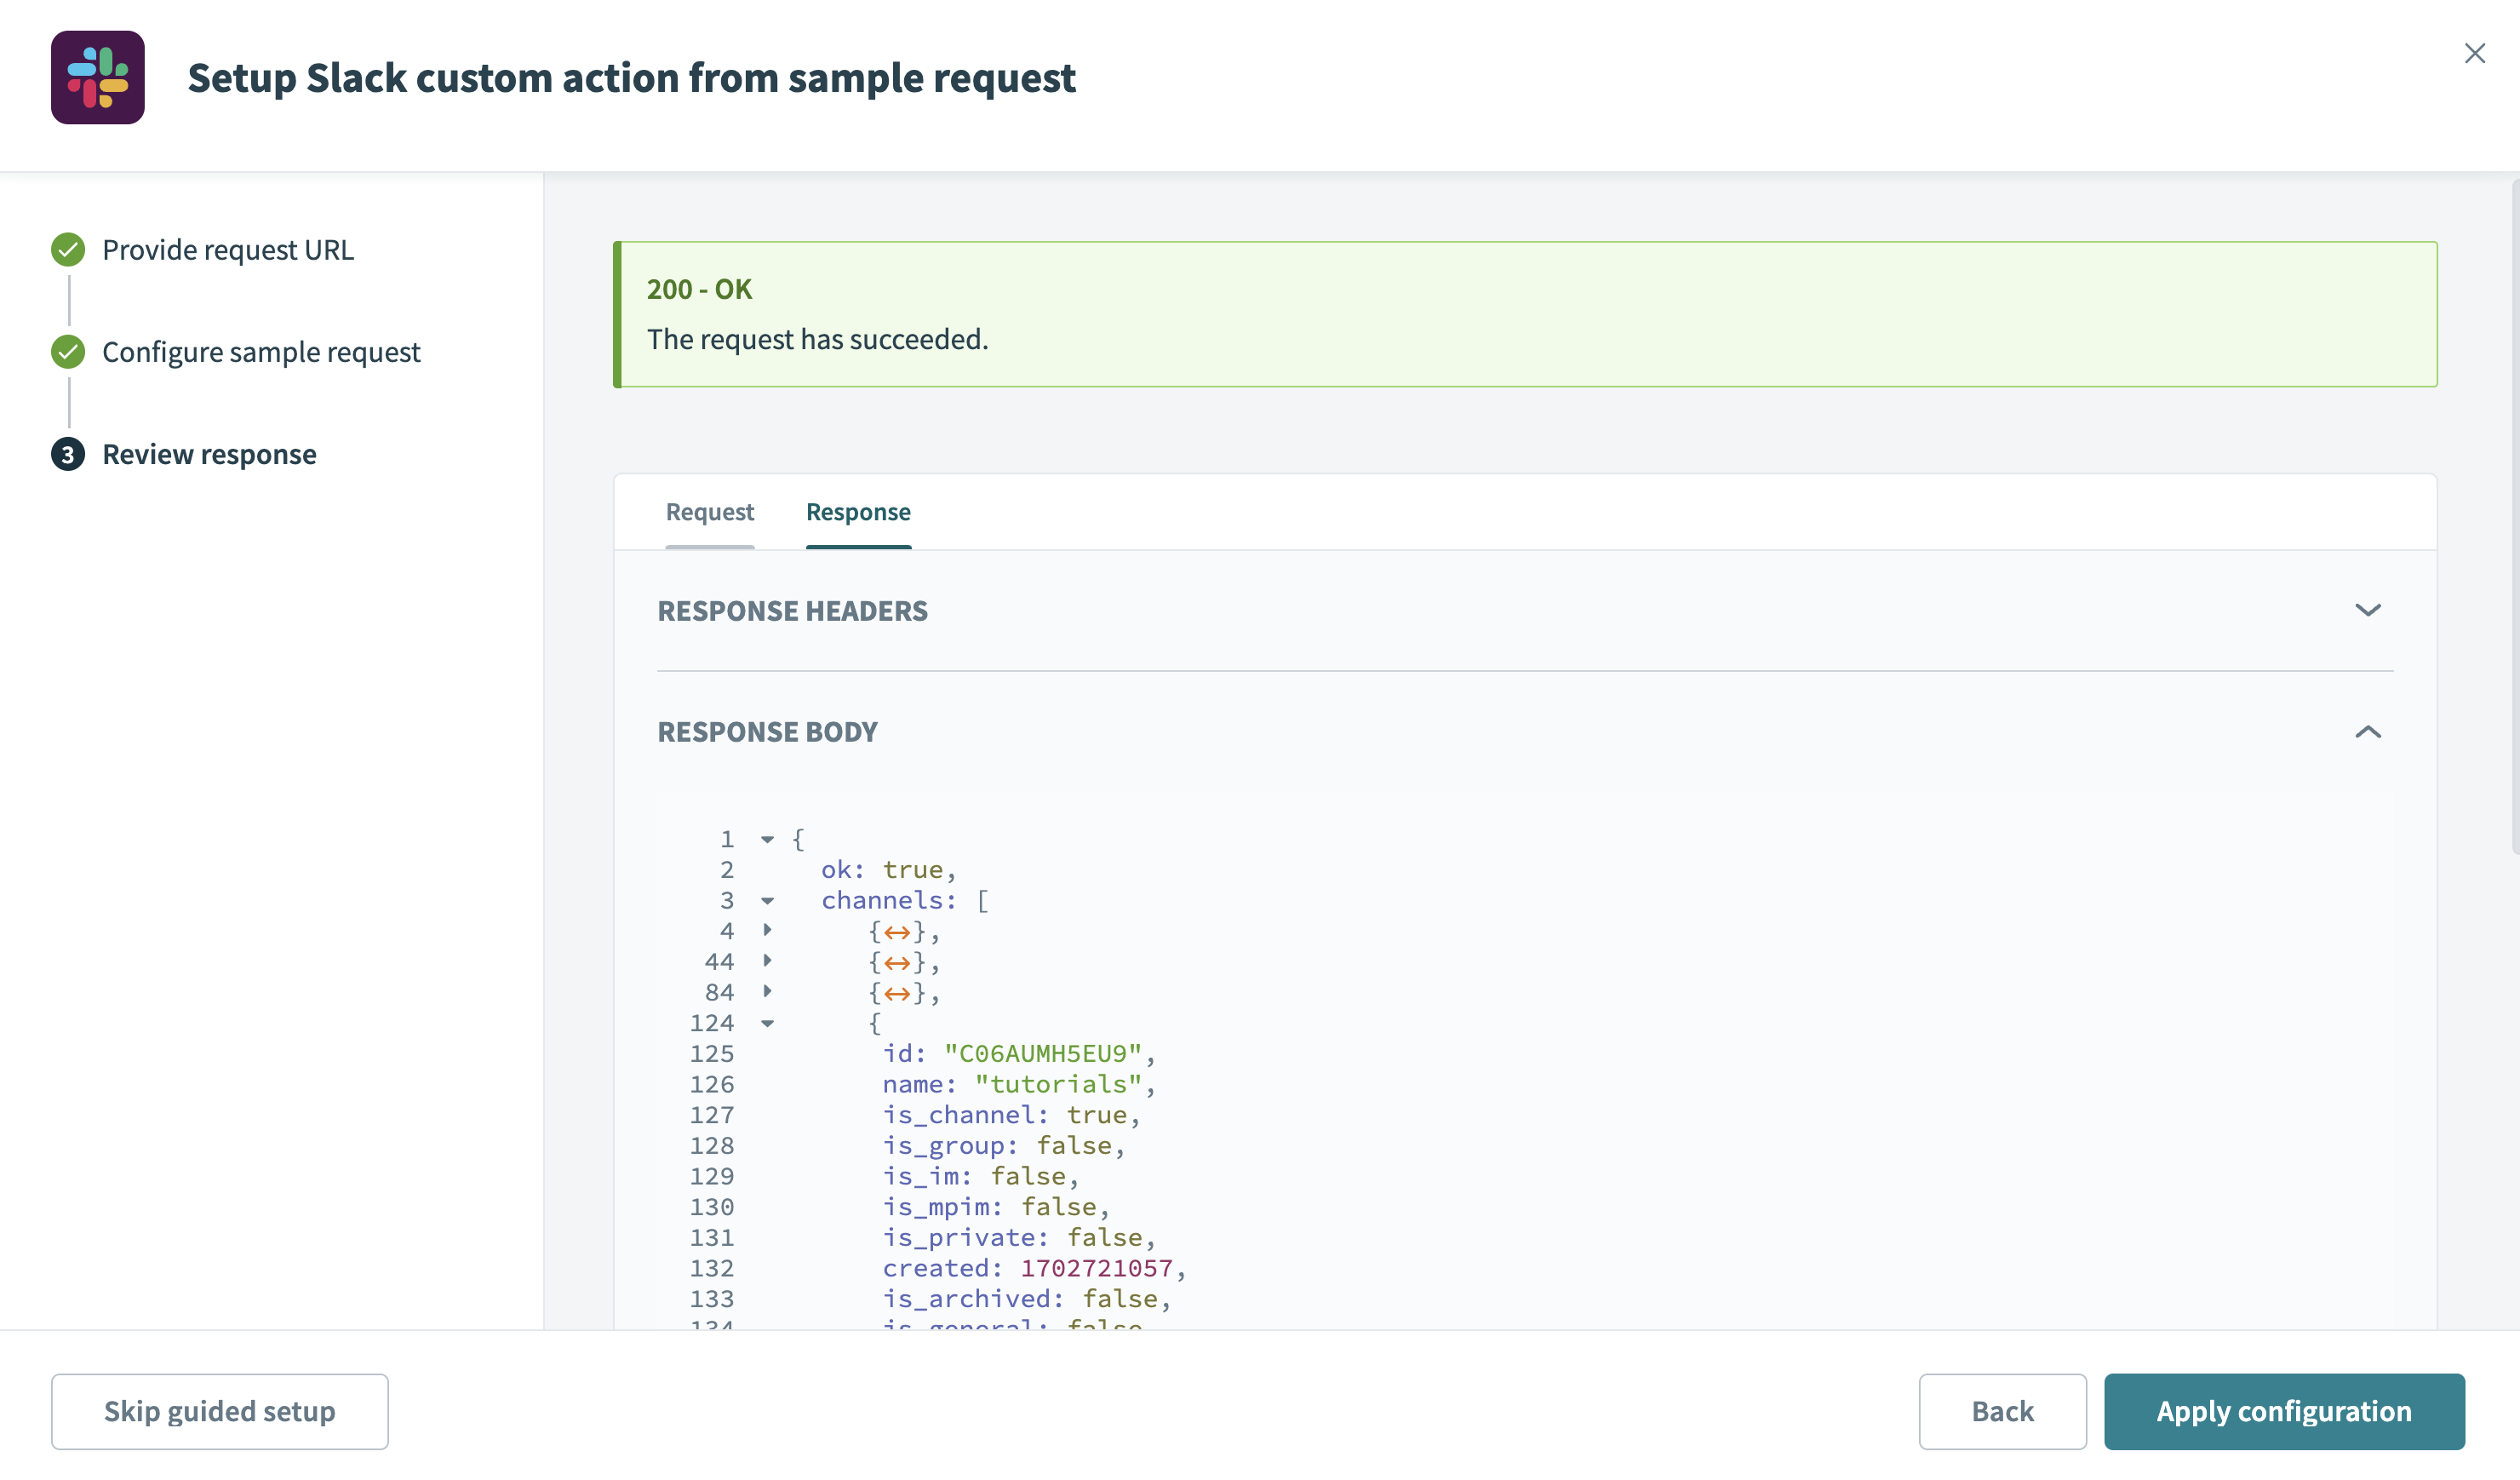 Setup Slack custom action from sample request
Provide request URL
Configure sample request
3 Review response
200 - OK
The request has succeeded.
Request Response
RESPONSE HEADERS
RESPONSE BODY
1 {
2 ok: true,
3 channels: [
4 {↔},
44 {↔},
84 {↔},
124 {
125 id: "C06AUMH5EU9",
126 name: "tutorials",
127 is_channel: true,
128 is_group: false,
129 is_im: false,
130 is_mpim: false,
131 is_private: false,
132 created: 1702721057,
133 is_archived: false,
134 is_general: false
Skip guided setup
Back
Apply configuration